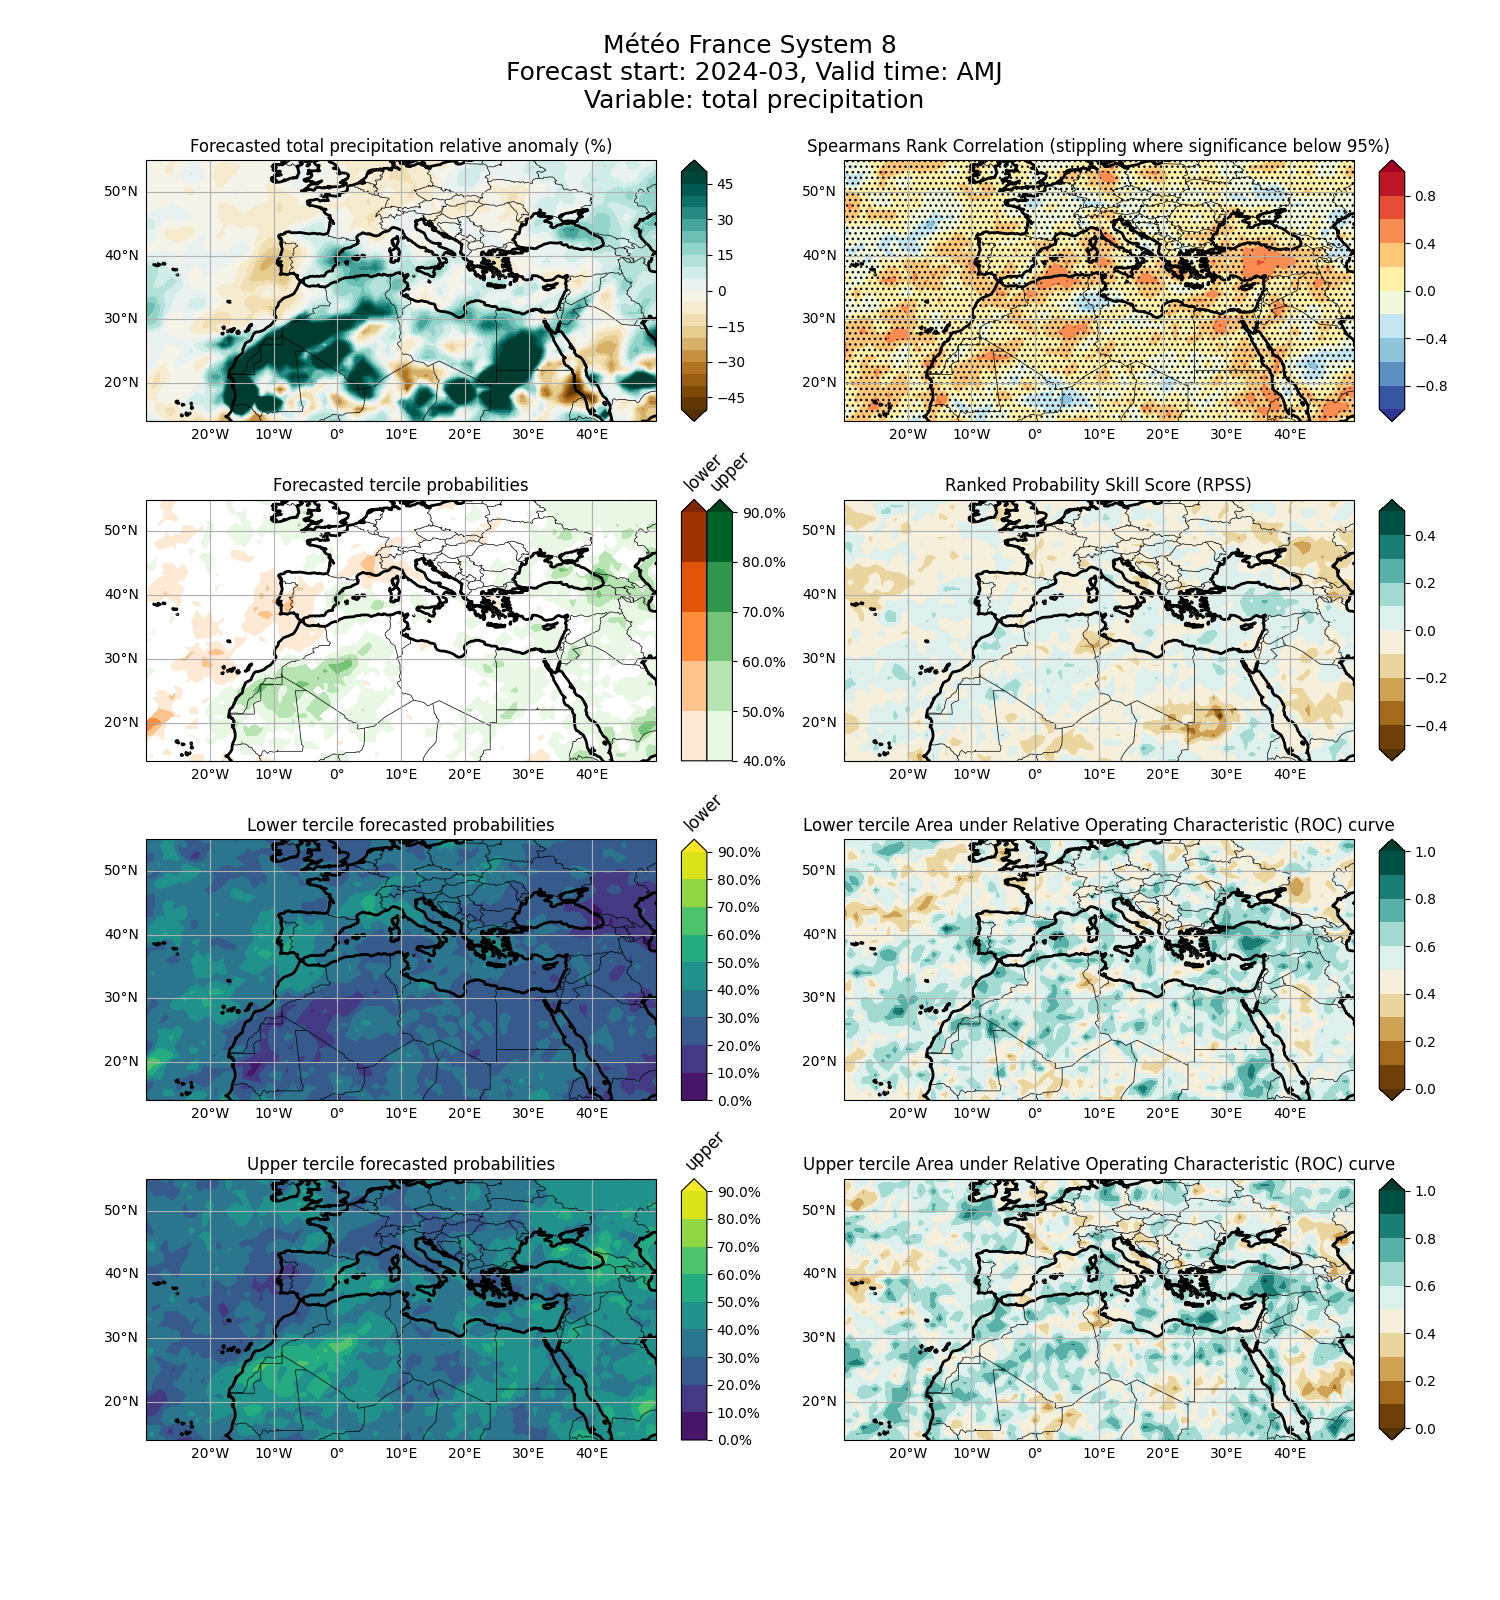 Météo France System 8
Forecast start: 2024-03, Valid time: AMJ
Variable: total precipitation
Forecasted total precipitation relative anomaly (%)
50°N
40°N
30°N
20°N
20°W 10°W 0° 10°E 20°E 30°E 40°E
45
30
15
0
−15
−30
−45
Spearmans Rank Correlation (stippling where significance below 95%)
50°N
40°N
30°N
20°N
20°W 10°W 0° 10°E 20°E 30°E 40°E
0.8
0.4
0.0
−0.4
−0.8
Forecasted tercile probabilities
50°N
40°N
30°N
20°N
20°W 10°W 0° 10°E 20°E 30°E 40°E
lower upper
90.0%
80.0%
70.0%
60.0%
50.0%
40.0%
Ranked Probability Skill Score (RPSS)
50°N
40°N
30°N
20°N
20°W 10°W 0° 10°E 20°E 30°E 40°E
0.4
0.2
0.0
−0.2
−0.4
Lower tercile forecasted probabilities
50°N
40°N
30°N
20°N
20°W 10°W 0° 10°E 20°E 30°E 40°E
lower
90.0%
80.0%
70.0%
60.0%
50.0%
40.0%
30.0%
20.0%
10.0%
0.0%
Lower tercile Area under Relative Operating Characteristic (ROC) curve
50°N
40°N
30°N
20°N
20°W 10°W 0° 10°E 20°E 30°E 40°E
1.0
0.8
0.6
0.4
0.2
0.0
Upper tercile forecasted probabilities
50°N
40°N
30°N
20°N
20°W 10°W 0° 10°E 20°E 30°E 40°E
upper
90.0%
80.0%
70.0%
60.0%
50.0%
40.0%
30.0%
20.0%
10.0%
0.0%
Upper tercile Area under Relative Operating Characteristic (ROC) curve
50°N
40°N
30°N
20°N
20°W 10°W 0° 10°E 20°E 30°E 40°E
1.0
0.8
0.6
0.4
0.2
0.0